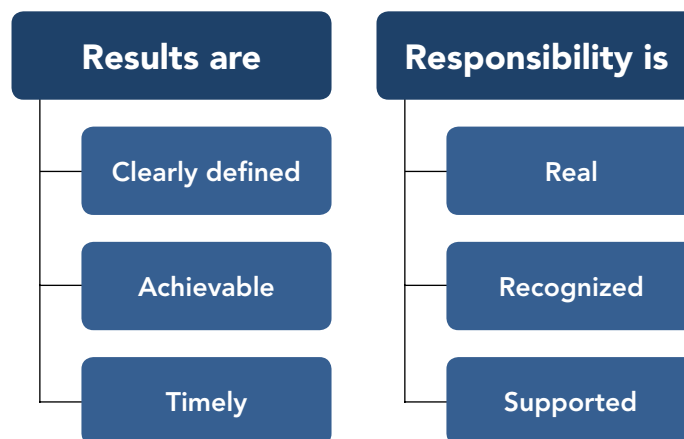 Results are
Clearly defined
Achievable
Timely
Responsibility is
Real
Recognized
Supported